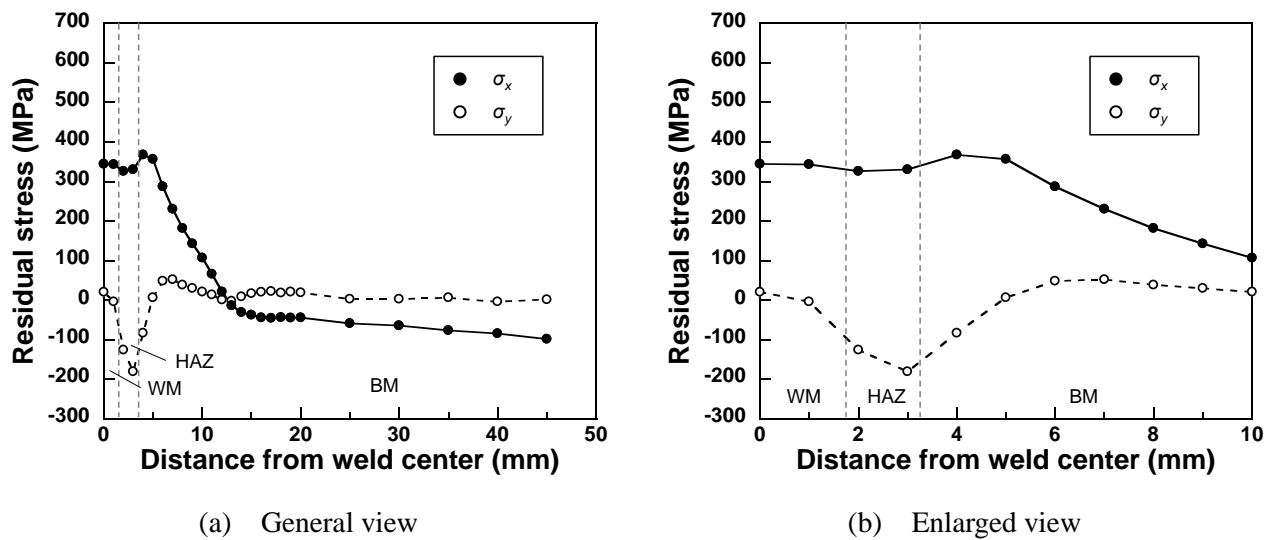 700
600
500
400
300
200
100
0
-100
-200
-300
Residual stress (MPa)
σx
σy
HAZ
WM
BM
0 10 20 30 40 50
Distance from weld center (mm)
(a) General view
700
600
500
400
300
200
100
0
-100
-200
-300
Residual stress (MPa)
σx
σy
WM HAZ BM
0 2 4 6 8 10
Distance from weld center (mm)
(b) Enlarged view